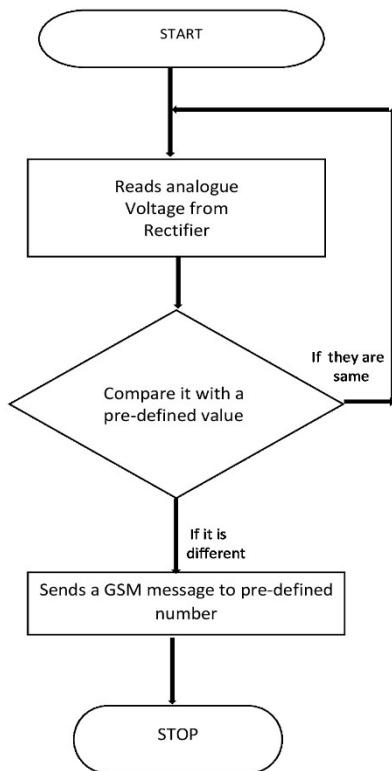 START
Reads analogue
Voltage from
Rectifier
If they are
same
Compare it with a
pre-defined value
If it is
different
Sends a GSM message to pre-defined
number
STOP